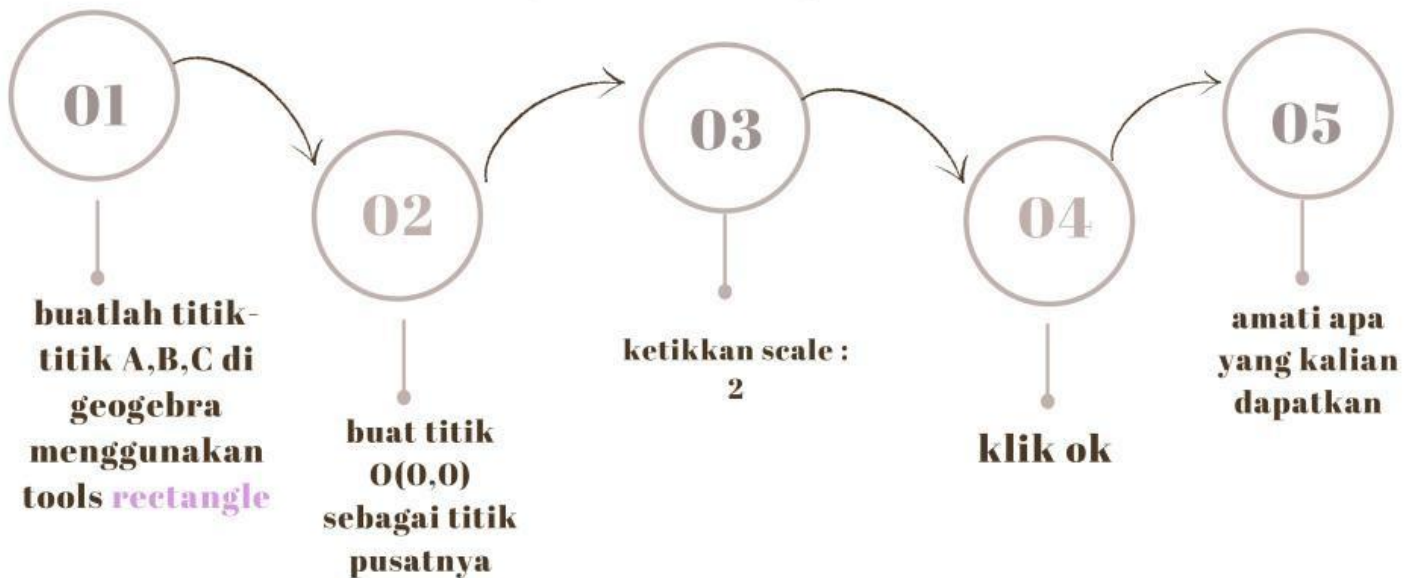 01
buatlah titik-
titik A,B,C di
geogebra
menggunakan
tools rectangle
02
buat titik
O(0,0)
sebagai titik
pusatnya
03
ketikkan scale :
2
04
klik ok
05
amati apa
yang kalian
dapatkan